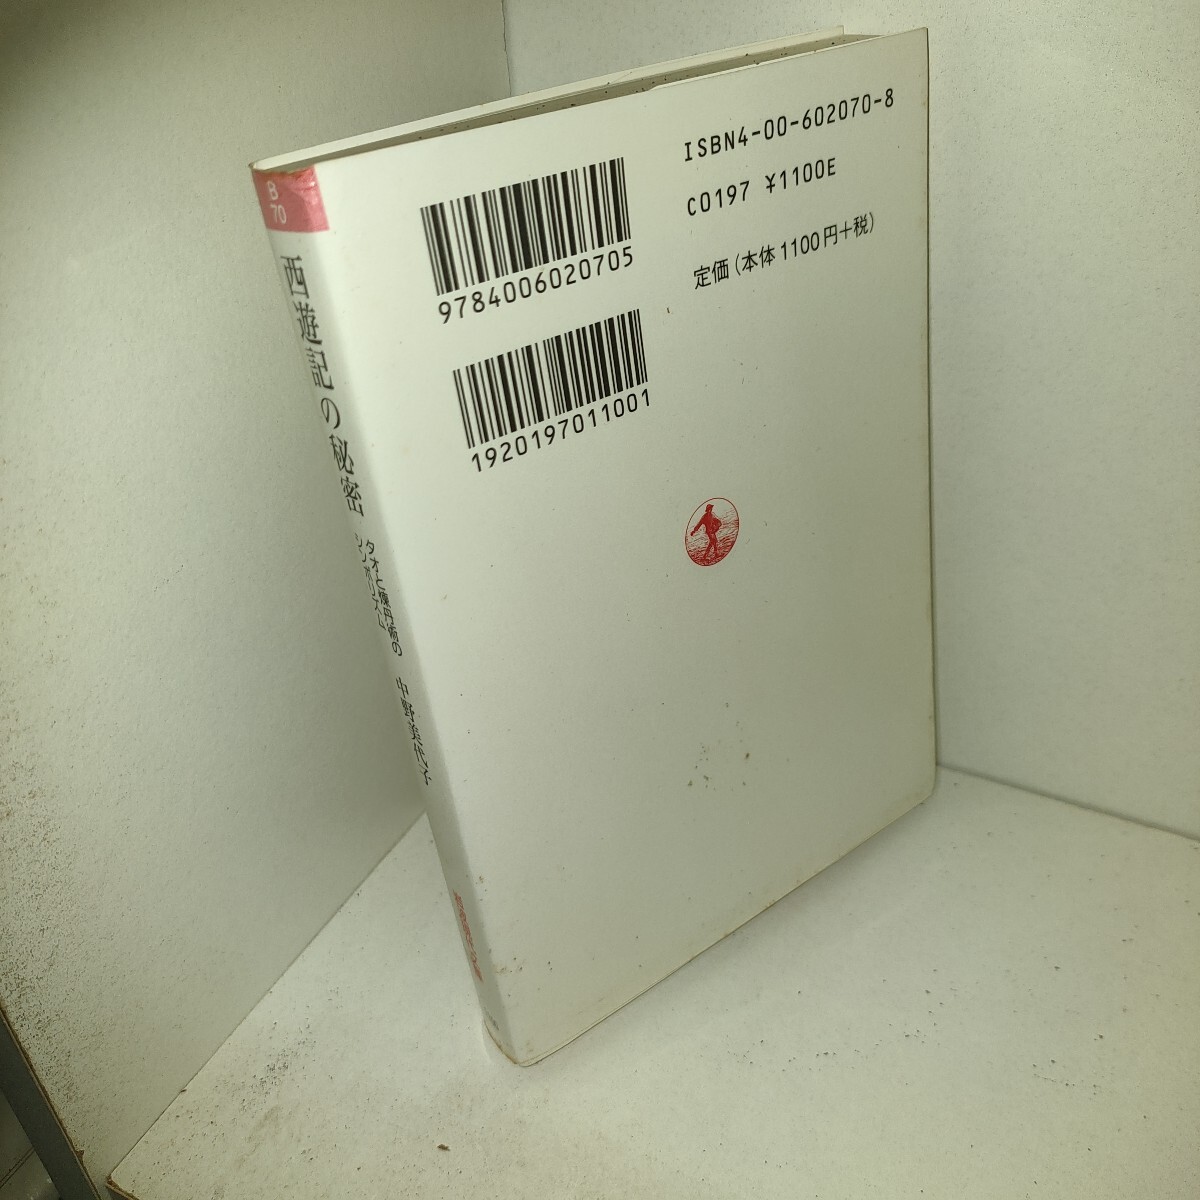 B
70
西遊記の秘密
タオと煉丹術の
シンボリズム
中野美代子
ISBN4-00-602070-8
C0197 ¥1100E
定価(本体1100円+税)
9784006020705
1920197011001